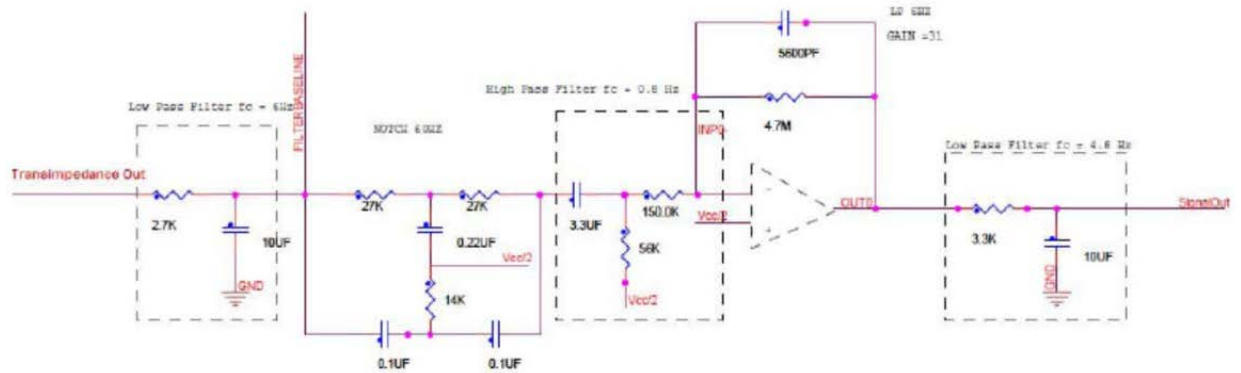 LP 6HZ
GAIN =31
5600PF
4.7M
High Pass Filter fc = 0.8 Hz
Low Pass Filter fc = 6Hz
FILTERBASELINE
NOTCH 60HZ
INP0-
Low Pass Filter fc = 4.8 Hz
TransImpedance Out
2.7K
10UF
GND
27K
27K
0.22UF
Vcc/2
14K
0.1UF
0.1UF
3.3UF
150.0K
56K
Vcc/2
Vcc/2
-
+
OUT0
3.3K
10UF
GND
SignalOut